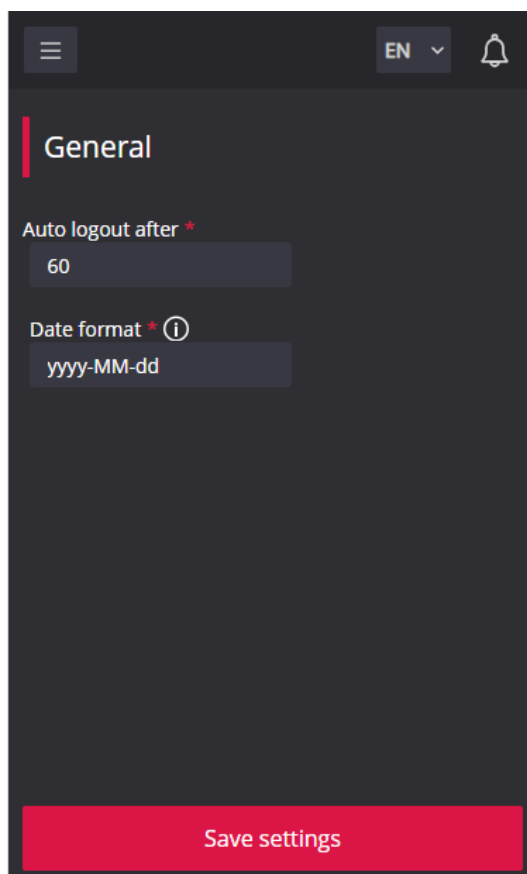 EN
General
Auto logout after *
60
Date format * i
yyyy-MM-dd
Save settings